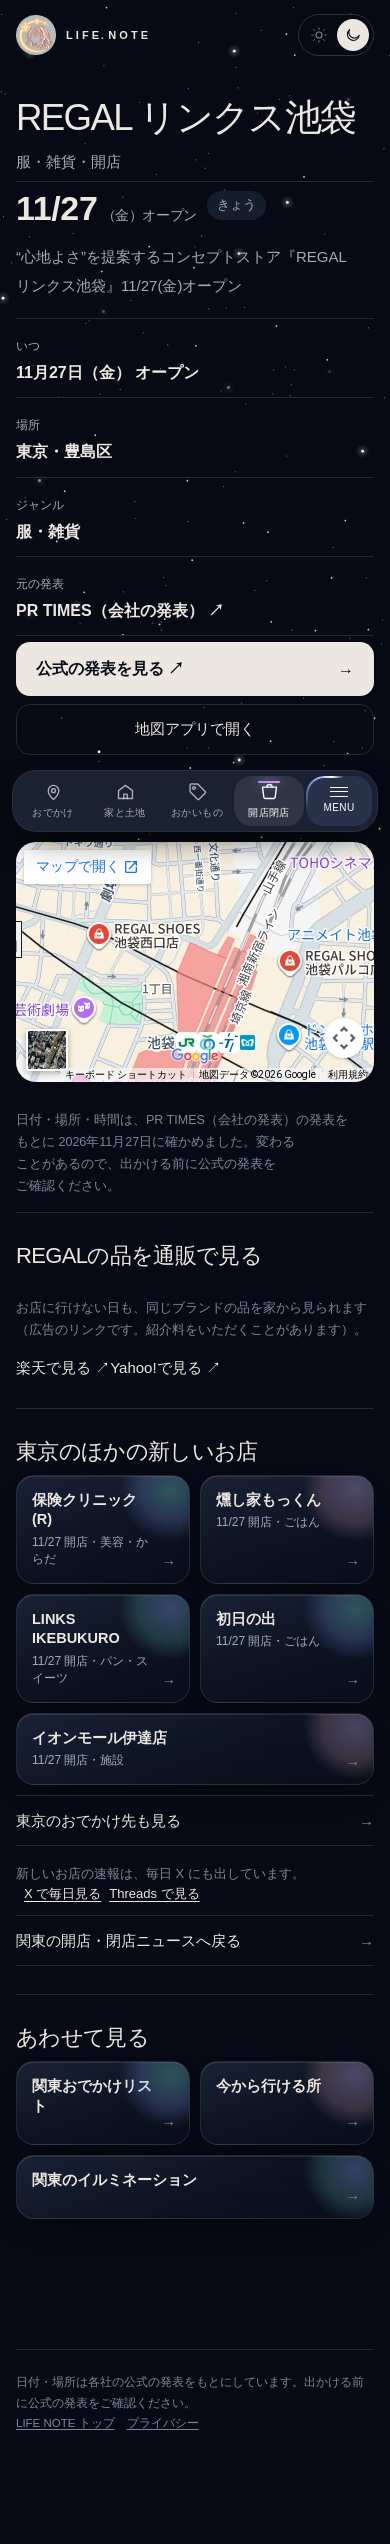 LIFE.NOTE
REGAL リンクス池袋
服・雑貨・開店
11/27 （金）オープン きょう
“心地よさ”を提案するコンセプトストア『REGAL
リンクス池袋』11/27(金)オープン
いつ
11月27日（金） オープン
場所
東京・豊島区
ジャンル
服・雑貨
元の発表
PR TIMES（会社の発表） ↗
公式の発表を見る ↗ →
地図アプリで開く
おでかけ 家と土地 おかいもの 開店閉店 MENU
マップで開く
TOHOシネマ
山手線
文化通り
西一番街通り
REGAL SHOES
池袋西口店
アニメイト池袋
REGAL SHO
池袋パルコ店
湘南新宿ライン
埼京線
1丁目
芸術劇場
池袋
JR
Google
キーボード ショートカット 地図データ ©2026 Google 利用規約
日付・場所・時間は、PR TIMES（会社の発表）の発表を
もとに 2026年11月27日に確かめました。変わる
ことがあるので、出かける前に公式の発表を
ご確認ください。
REGALの品を通販で見る
お店に行けない日も、同じブランドの品を家から見られます
（広告のリンクです。紹介料をいただくことがあります）。
楽天で見る ↗Yahoo!で見る ↗
東京のほかの新しいお店
保険クリニック
(R)
11/27 開店・美容・か
らだ →
燻し家もっくん
11/27 開店・ごはん
→
LINKS
IKEBUKURO
11/27 開店・パン・ス
イーツ →
初日の出
11/27 開店・ごはん
→
イオンモール伊達店
11/27 開店・施設
→
東京のおでかけ先も見る →
新しいお店の速報は、毎日 X にも出しています。
X で毎日見る Threads で見る
関東の開店・閉店ニュースへ戻る →
あわせて見る
関東おでかけリス
ト
→
今から行ける所
→
関東のイルミネーション
→
日付・場所は各社の公式の発表をもとにしています。出かける前
に公式の発表をご確認ください。
LIFE NOTE トップ プライバシー